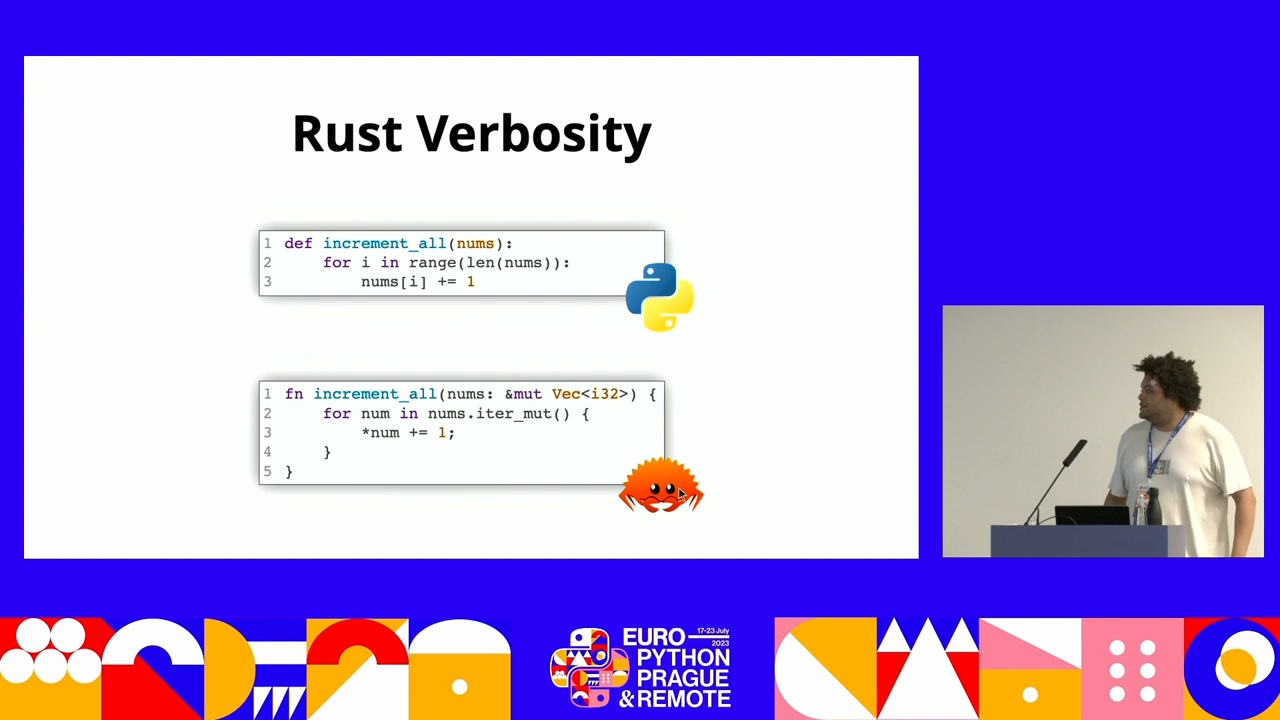 Rust Verbosity
1 def increment_all(nums):
2     for i in range(len(nums)):
3         nums[i] += 1
1 fn increment_all(nums: &mut Vec<i32>) {
2     for num in nums.iter_mut() {
3         *num += 1;
4     }
5 }
EURO 17-23 July 2023
PYTHON
PRAGUE
& REMOTE